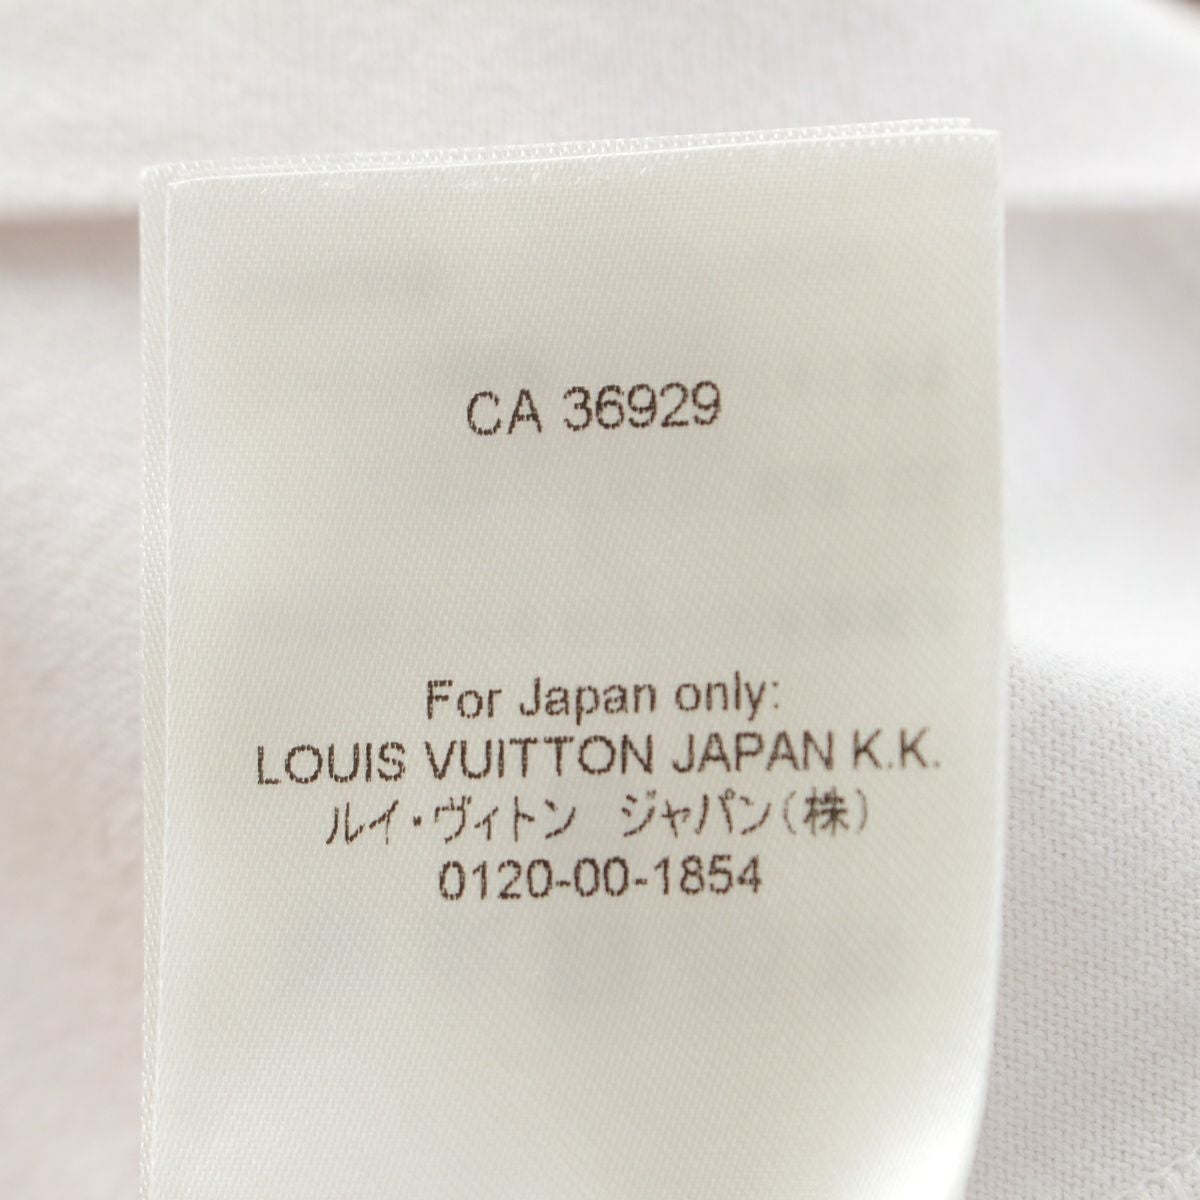 CA 36929
For Japan only:
LOUIS VUITTON JAPAN K.K.
ルイ・ヴィトン　ジャパン(株)
0120-00-1854